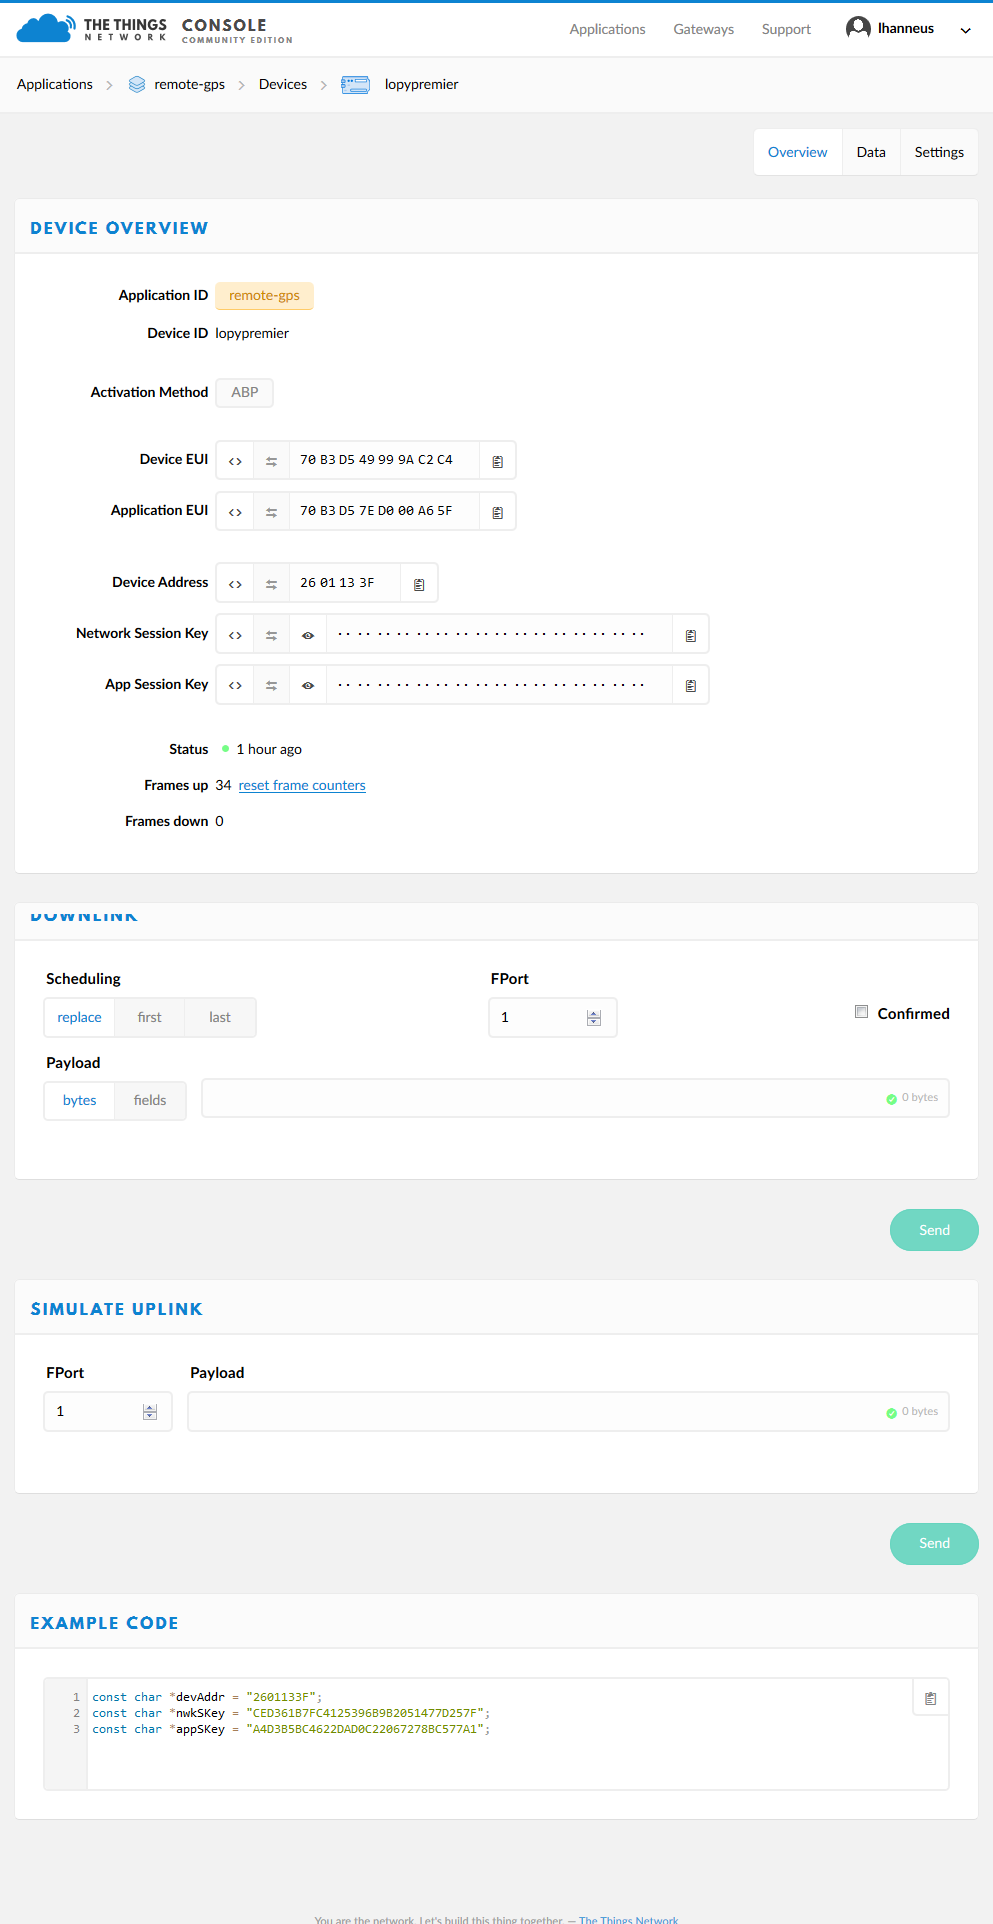 THE THINGS NETWORK CONSOLE COMMUNITY EDITION
Applications Gateways Support lhanneus
Applications remote-gps Devices lopypremier
Overview Data Settings
DEVICE OVERVIEW
Application ID remote-gps
Device ID lopypremier
Activation Method ABP
Device EUI <> 70 B3 D5 49 99 9A C2 C4
Application EUI <> 70 B3 D5 7E D0 00 A6 5F
Device Address <> 26 01 13 3F
Network Session Key <>
App Session Key <>
Status 1 hour ago
Frames up 34 reset frame counters
Frames down 0
DOWNLINK
Scheduling FPort
replace first last 1 Confirmed
Payload
bytes fields 0 bytes
Send
SIMULATE UPLINK
FPort Payload
1 0 bytes
Send
EXAMPLE CODE
1 const char *devAddr = "2601133F";
2 const char *nwkSKey = "CED361B7FC4125396B9B2051477D257F";
3 const char *appSKey = "A4D3B5BC4622DAD0C22067278BC577A1";
You are the network. Let's build this thing together. — The Things Network